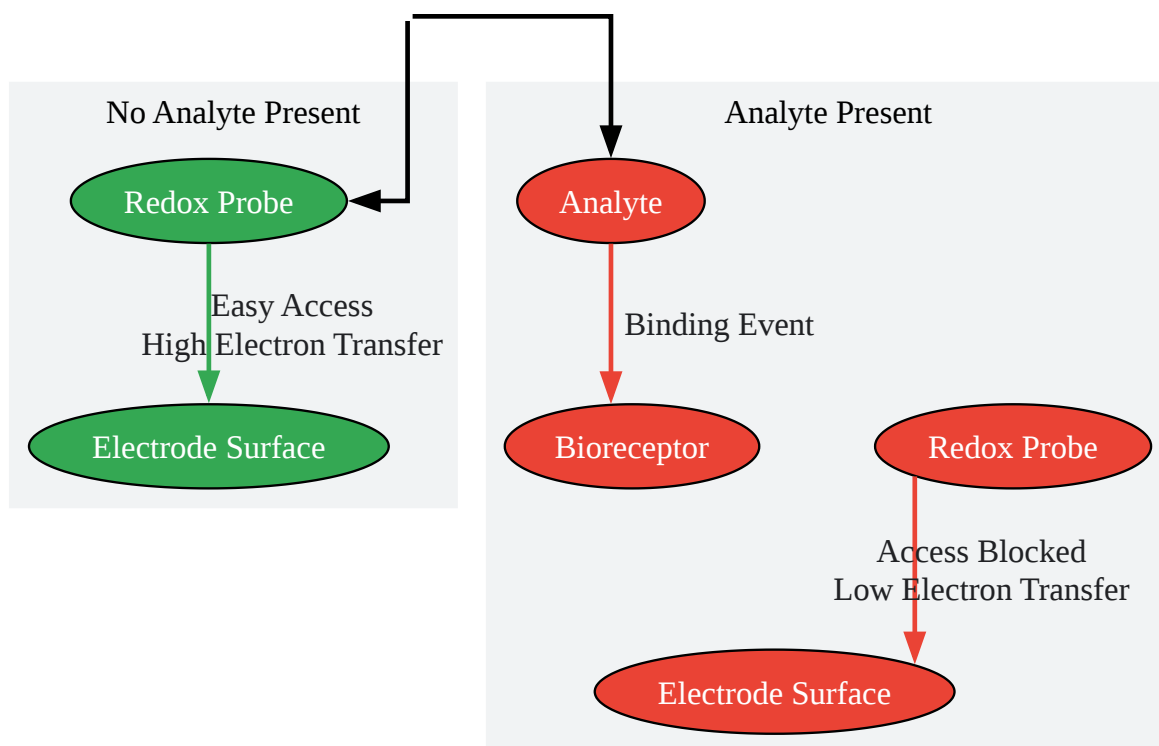 No Analyte Present
Redox Probe
Easy Access
High Electron Transfer
Electrode Surface
Analyte Present
Analyte
Binding Event
Bioreceptor
Redox Probe
Access Blocked
Low Electron Transfer
Electrode Surface